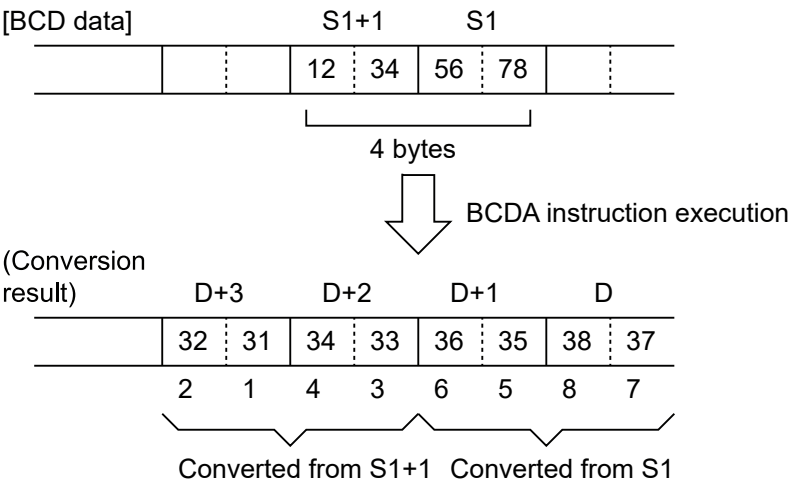 [BCD data] S1+1 S1
12 34 56 78
4 bytes
BCDA instruction execution
(Conversion
result) D+3 D+2 D+1 D
32 31 34 33 36 35 38 37
2 1 4 3 6 5 8 7
Converted from S1+1 Converted from S1